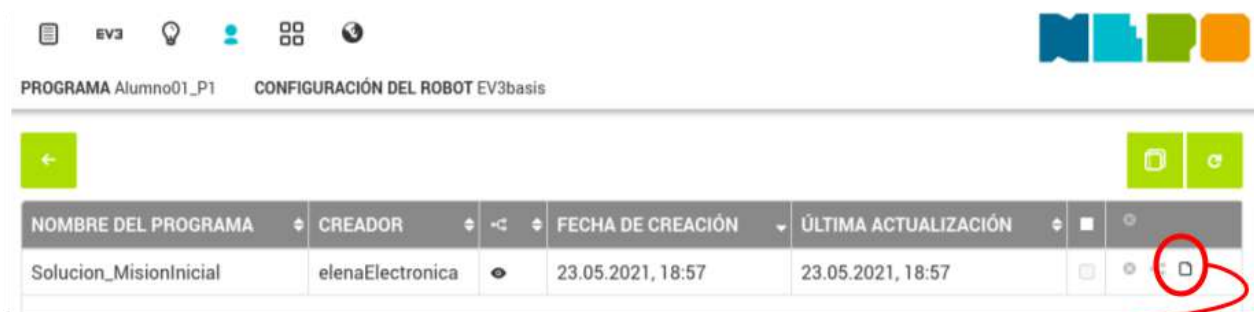 EV3
NEPO
PROGRAMA Alumno01_P1 CONFIGURACIÓN DEL ROBOT EV3basis
NOMBRE DEL PROGRAMA CREADOR FECHA DE CREACIÓN ÚLTIMA ACTUALIZACIÓN
Solucion_MisionInicial elenaElectronica 23.05.2021, 18:57 23.05.2021, 18:57